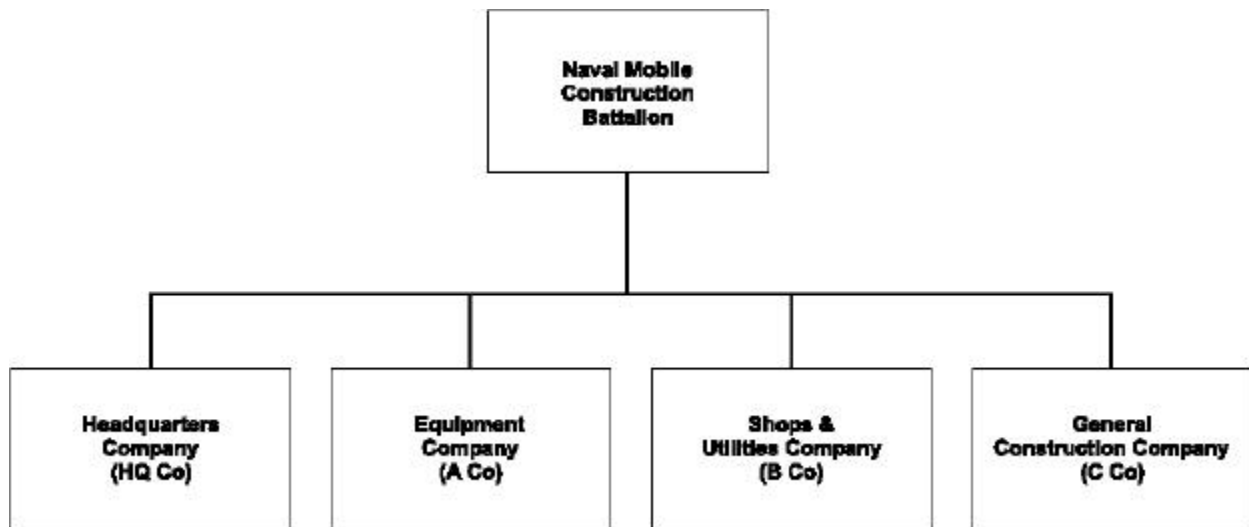 Naval Mobile
Construction
Battalion
Headquarters
Company
(HQ Co)
Equipment
Company
(A Co)
Shops &
Utilities Company
(B Co)
General
Construction Company
(C Co)